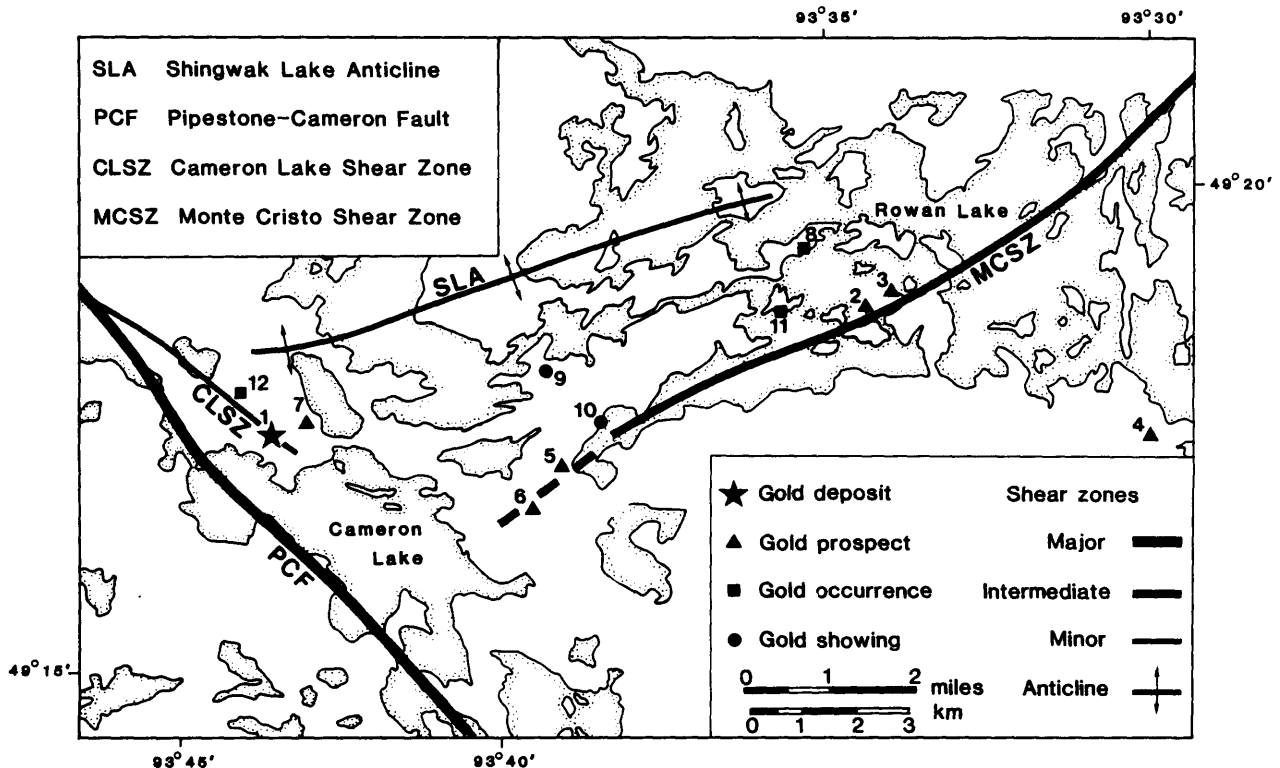 93°35'
93°30'
SLA Shingwak Lake Anticline
PCF Pipestone-Cameron Fault
CLSZ Cameron Lake Shear Zone
MCSZ Monte Cristo Shear Zone
49°20'
Rowan Lake
8
MCSZ
SLA
3
2
11
9
12
CLSZ
1
7
10
4
5
6
Cameron
Lake
PCF
49°15'
Gold deposit
Gold prospect
Gold occurrence
Gold showing
0 1 2
miles
km
0 1 2 3
Shear zones
Major
Intermediate
Minor
Anticline
93°45'
93°40'